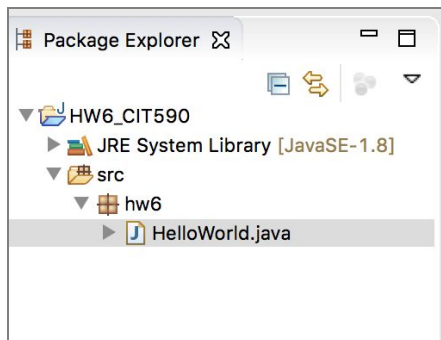 Package Explorer
HW6_CIT590
JRE System Library [JavaSE-1.8]
src
hw6
HelloWorld.java